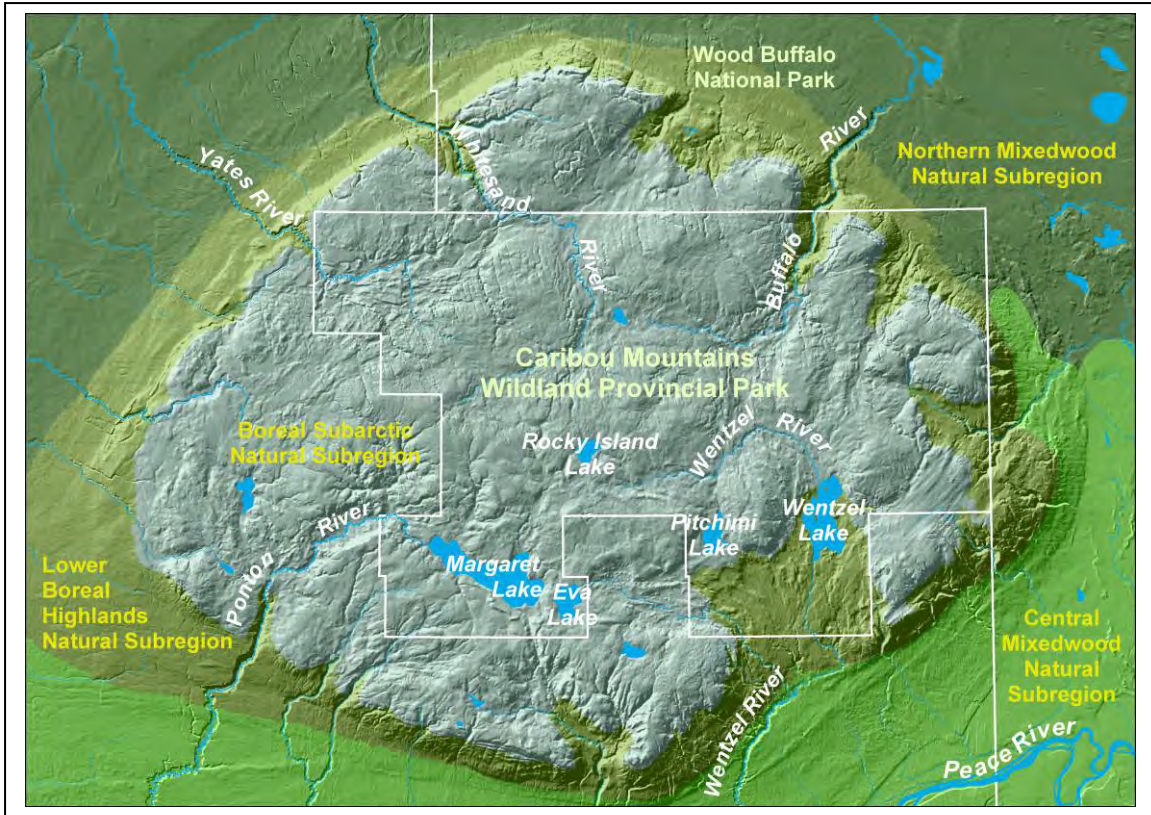 Wood Buffalo
National Park
River
Northern Mixedwood
Natural Subregion
Yates River
Whlesand
River
Buffalo
Caribou Mountains
Wildland Provincial Park
Boreal Subarctic
Natural Subregion
Rocky Island
Lake
Wentzel
River
Pitchimi
Lake
Wentzel
Lake
River
Ponton
Margaret
Lake
Eva
Lake
Lower
Boreal
Highlands
Natural Subregion
Central
Mixedwood
Natural
Subregion
Wentzel River
Peace River